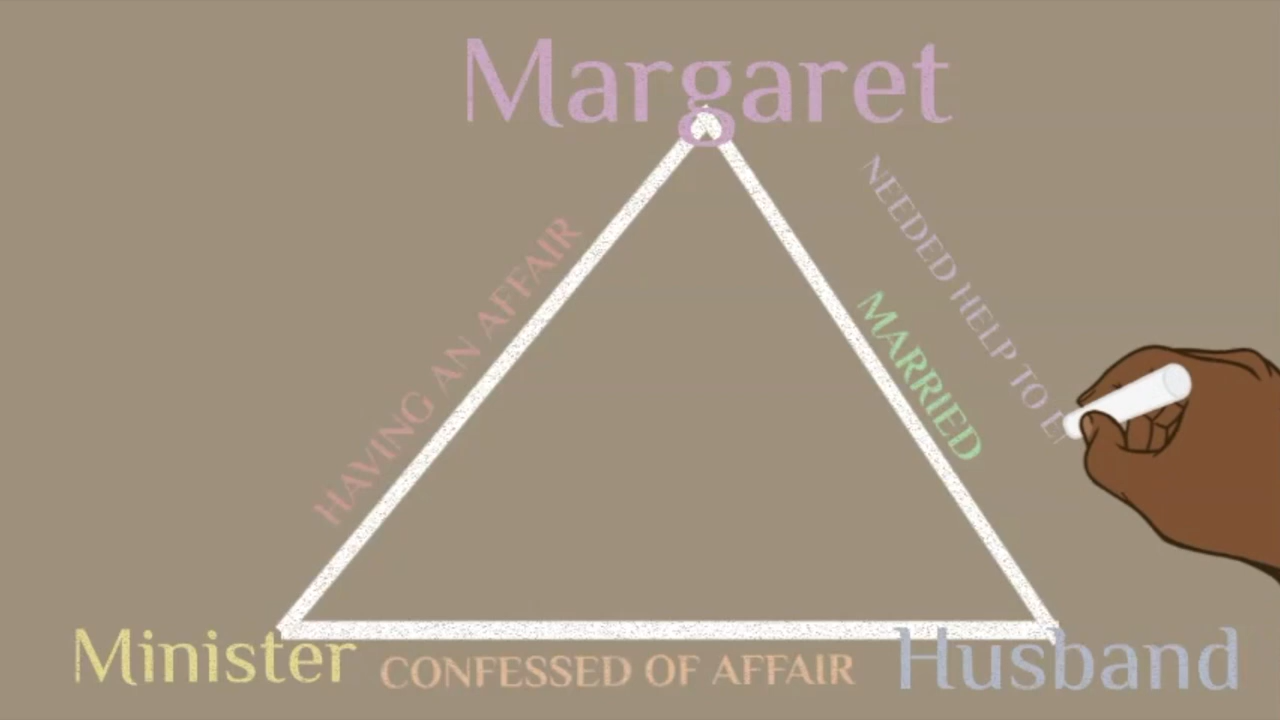 Margaret
NEEDED HELP TO E
HAVING AN AFFAIR
MARRIED
Minister
CONFESSED OF AFFAIR
Husband